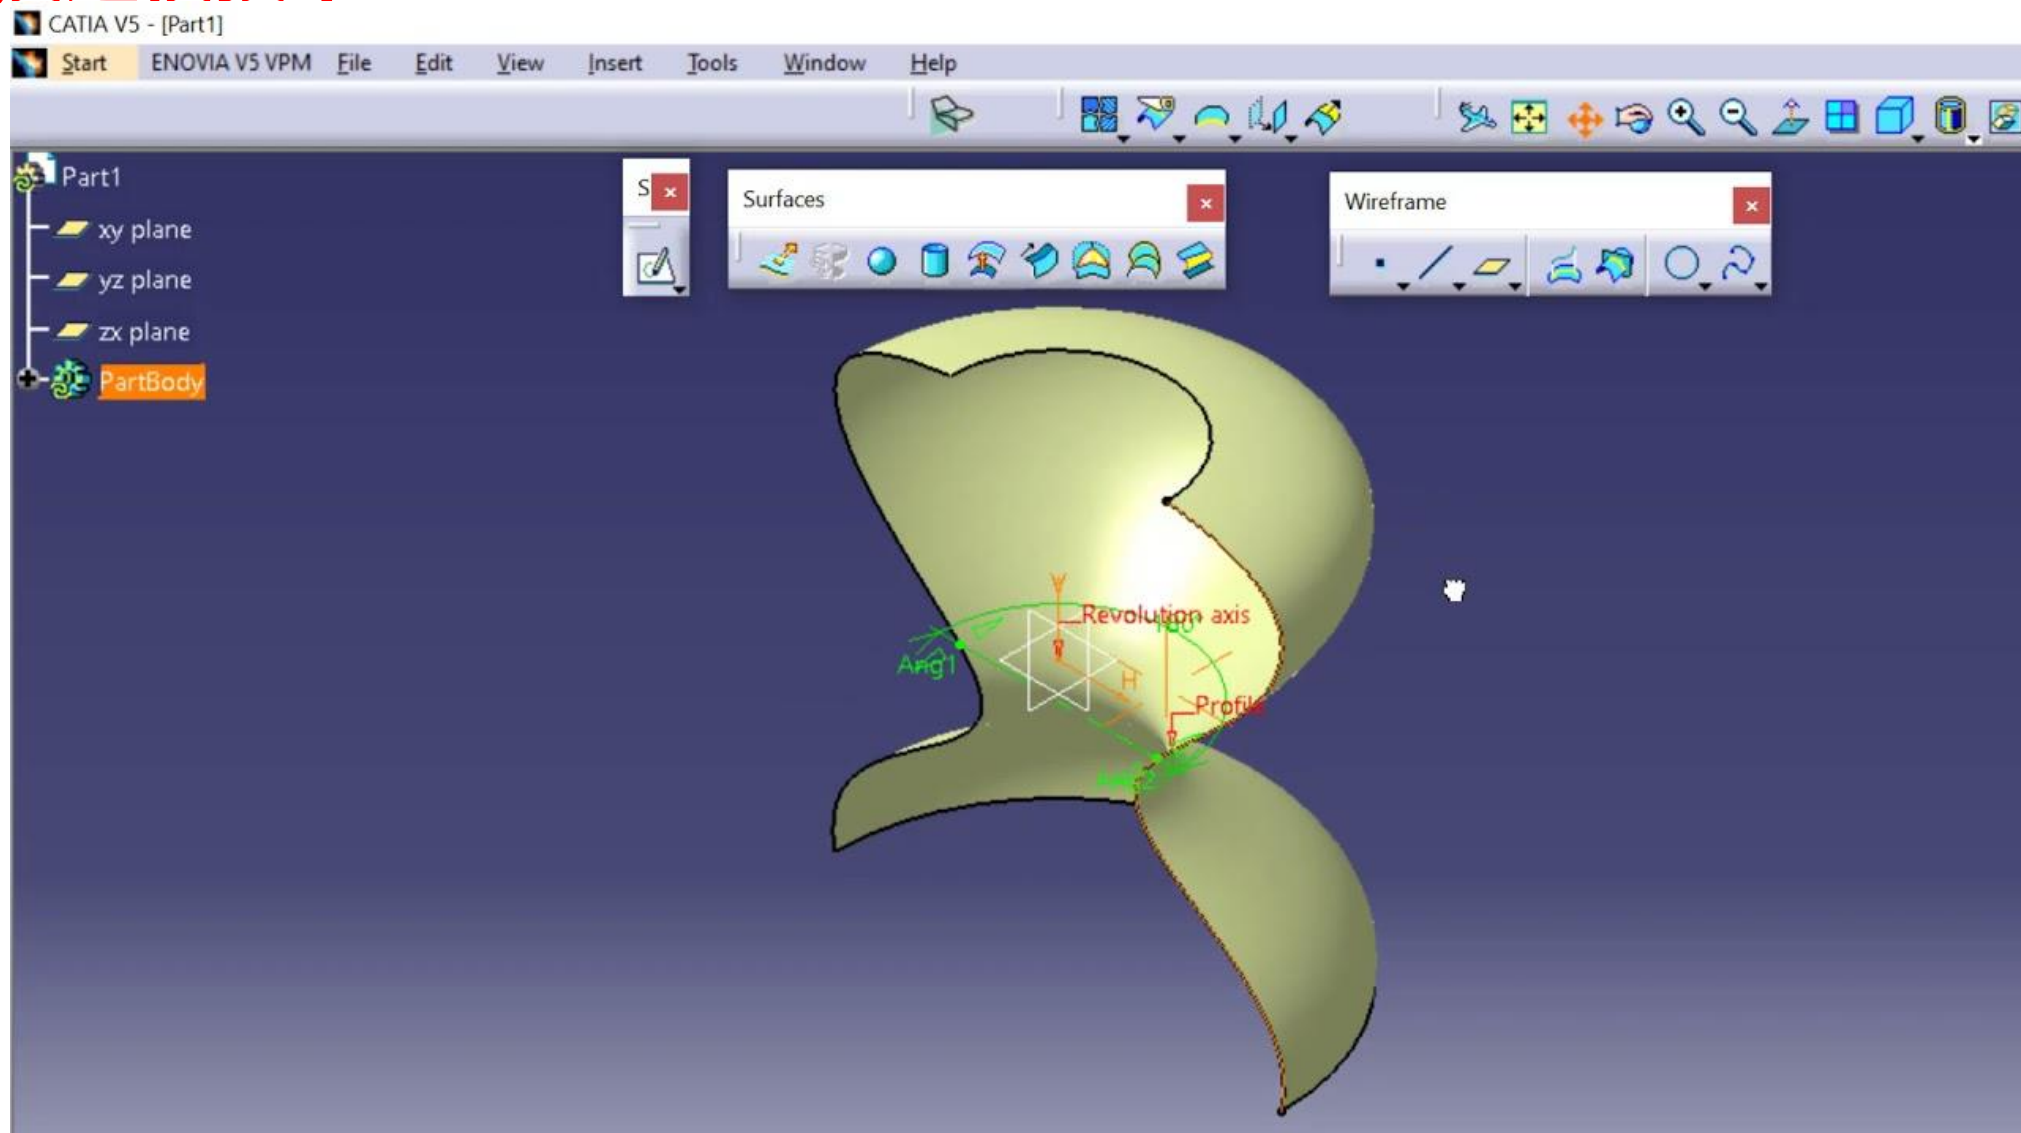 CATIA V5 - [Part1]
Start ENOVIA V5 VPM File Edit View Insert Tools Window Help
Part1
xy plane
yz plane
zx plane
PartBody
S
Surfaces
Wireframe
Y
Revolution axis
Ang1
H
Profile